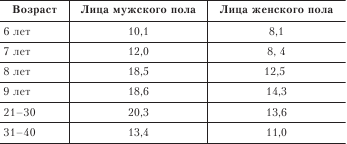 Возраст Лица мужского пола Лица женского пола
6 лет 10,1 8,1
7 лет 12,0 8, 4
8 лет 18,5 12,5
9 лет 18,6 14,3
21–30 20,3 13,6
31–40 13,4 11,0